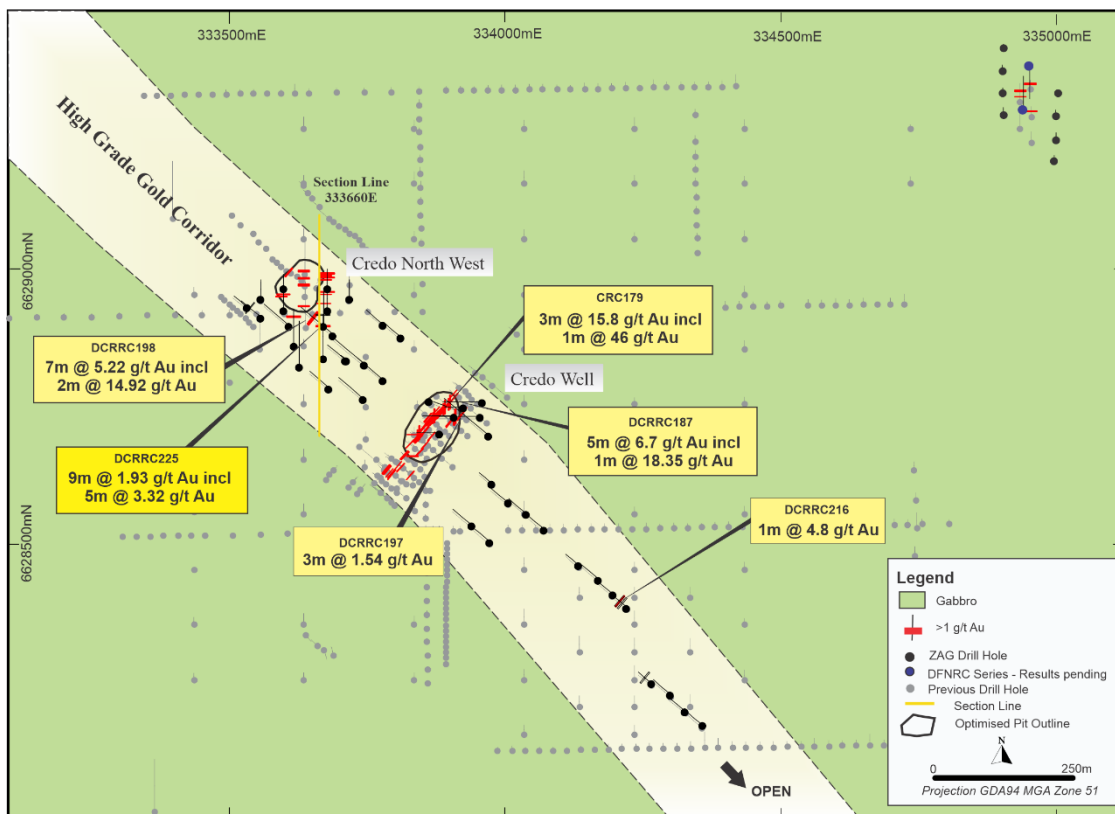 333500mE
334000mE
334500mE
335000mE
High Grade Gold Corridor
Section Line
333660E
6629000mN
Credo North West
CRC179
3m @ 15.8 g/t Au incl
1m @ 46 g/t Au
DCRRC198
7m @ 5.22 g/t Au incl
2m @ 14.92 g/t Au
Credo Well
DCRRC187
5m @ 6.7 g/t Au incl
1m @ 18.35 g/t Au
DCRRC225
9m @ 1.93 g/t Au incl
5m @ 3.32 g/t Au
DCRRC216
1m @ 4.8 g/t Au
DCRRC197
3m @ 1.54 g/t Au
6628500mN
Legend
Gabbro
>1 g/t Au
ZAG Drill Hole
DFNRC Series - Results pending
Previous Drill Hole
Section Line
Optimised Pit Outline
N
0
250m
Projection GDA94 MGA Zone 51
OPEN